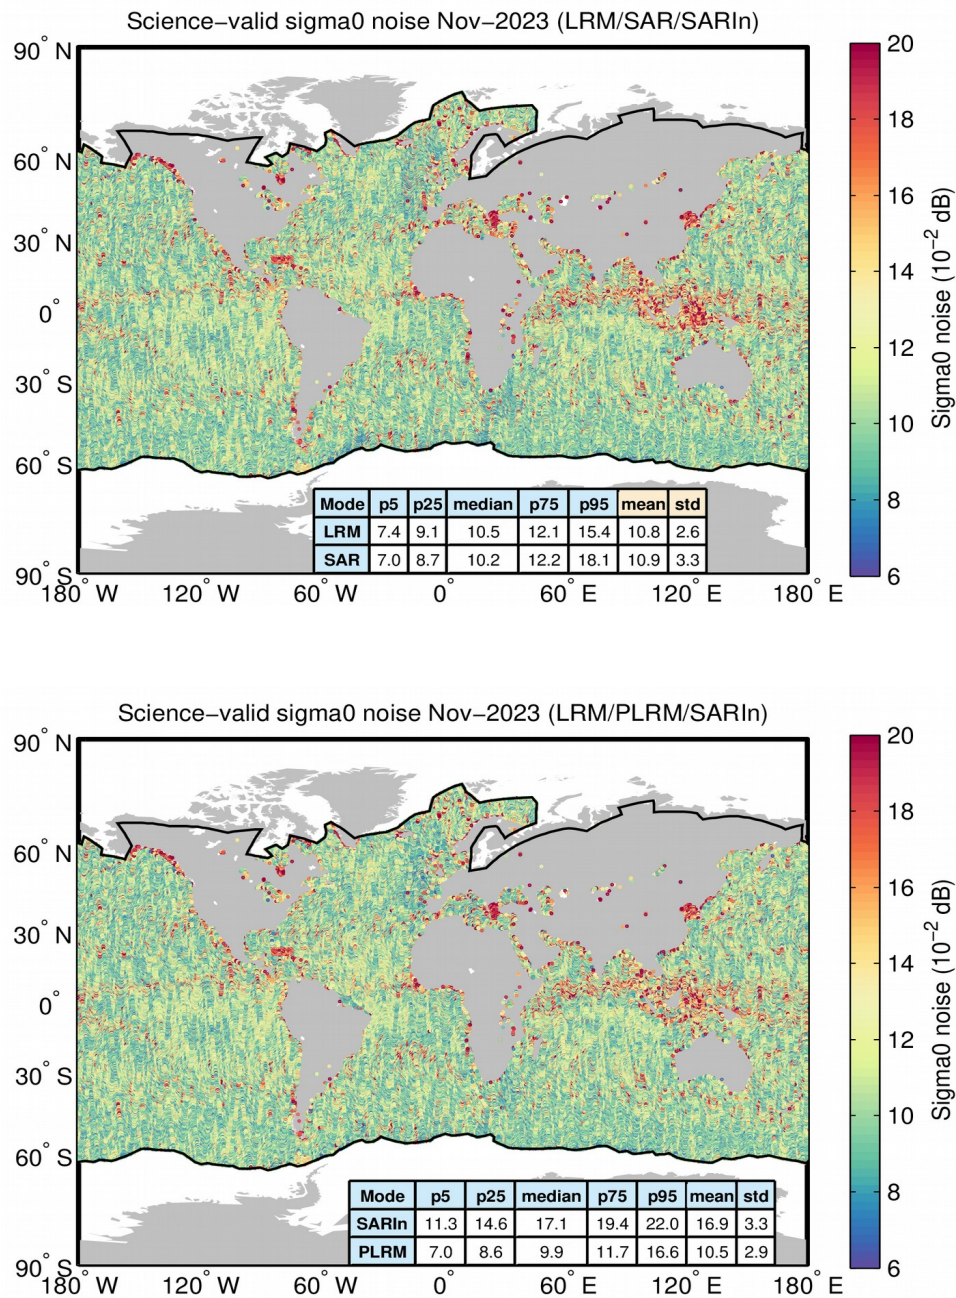 Science−valid sigma0 noise Nov−2023 (LRM/SAR/SARIn)
90° N
60° N
30° N
0°
30° S
60° S
90° S
180° W
120° W
60° W
0°
60° E
120° E
180° E
Mode p5 p25 median p75 p95 mean std
LRM 7.4 9.1 10.5 12.1 15.4 10.8 2.6
SAR 7.0 8.7 10.2 12.2 18.1 10.9 3.3
20
18
16
14
12
10
8
6
Sigma0 noise (10⁻² dB)
Science−valid sigma0 noise Nov−2023 (LRM/PLRM/SARIn)
90° N
60° N
30° N
0°
30° S
60° S
90° S
180° W
120° W
60° W
0°
60° E
120° E
180° E
Mode p5 p25 median p75 p95 mean std
SARIn 11.3 14.6 17.1 19.4 22.0 16.9 3.3
PLRM 7.0 8.6 9.9 11.7 16.6 10.5 2.9
20
18
16
14
12
10
8
6
Sigma0 noise (10⁻² dB)